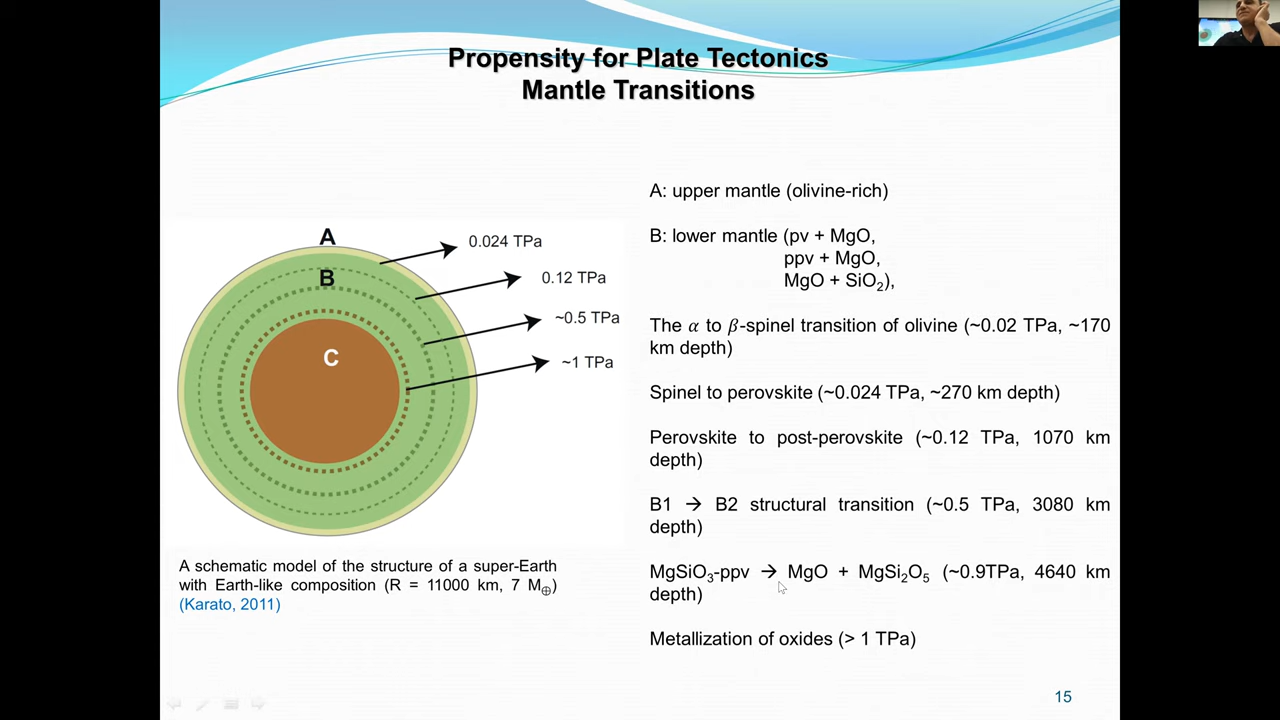 Propensity for Plate Tectonics
Mantle Transitions
A
B
C
0.024 TPa
0.12 TPa
~0.5 TPa
~1 TPa
A schematic model of the structure of a super-Earth
with Earth-like composition (R = 11000 km, 7 M⊕)
(Karato, 2011)
A: upper mantle (olivine-rich)
B: lower mantle (pv + MgO,
ppv + MgO,
MgO + SiO₂),
The 𝛼 to 𝛽-spinel transition of olivine (~0.02 TPa, ~170
km depth)
Spinel to perovskite (~0.024 TPa, ~270 km depth)
Perovskite to post-perovskite (~0.12 TPa, 1070 km
depth)
B1 → B2 structural transition (~0.5 TPa, 3080 km
depth)
MgSiO₃-ppv → MgO + MgSi₂O₅ (~0.9TPa, 4640 km
depth)
Metallization of oxides (> 1 TPa)
15